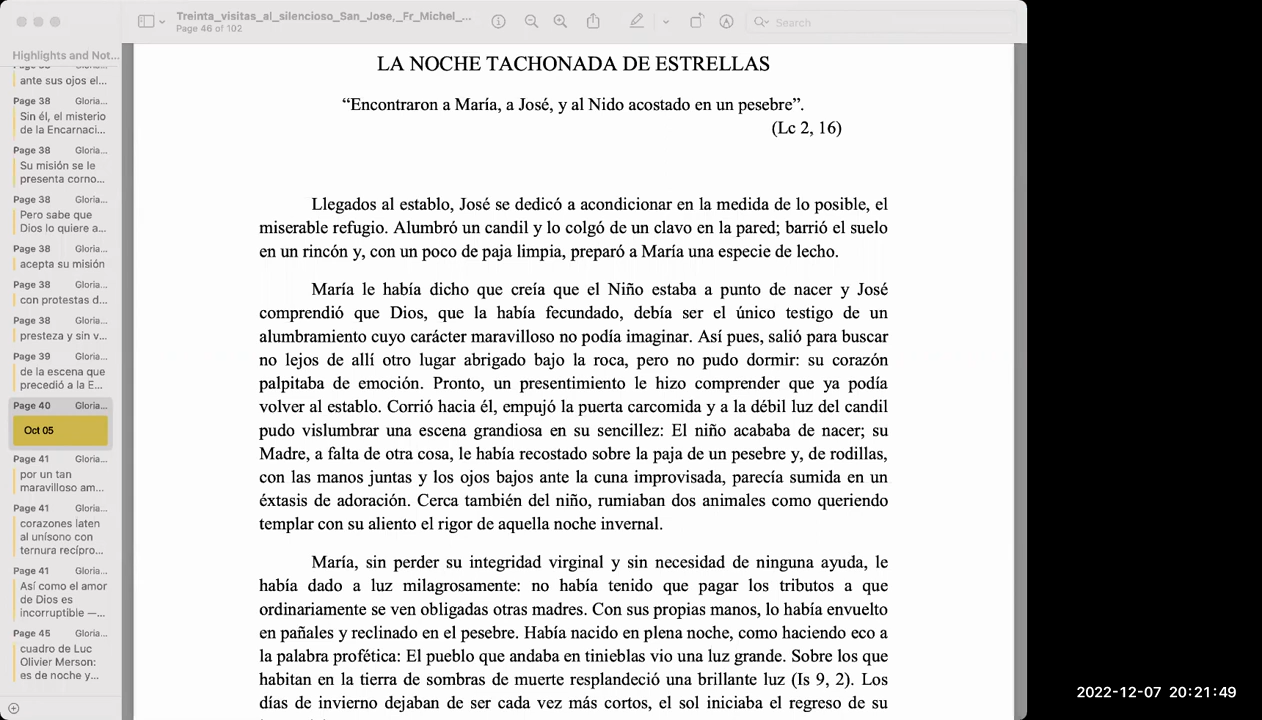 Treinta_visitas_al_silencioso_San_Jose,_Fr_Michel_...
Page 46 of 102
Search
Highlights and Not...
ante sus ojos el...
Page 38 Gloria...
Sin él, el misterio
de la Encarnaci...
Page 38 Gloria...
Su misión se le
presenta corno...
Page 38 Gloria...
Pero sabe que
Dios lo quiere a...
Page 38 Gloria...
acepta su misión
Page 38 Gloria...
con protestas d...
Page 38 Gloria...
presteza y sin v...
Page 39 Gloria...
de la escena que
precedió a la E...
Page 40 Gloria...
Oct 05
Page 41 Gloria...
por un tan
maravilloso am...
Page 41 Gloria...
corazones laten
al unísono con
ternura recípro...
Page 41 Gloria...
Así como el amor
de Dios es
incorruptible —...
Page 45 Gloria...
cuadro de Luc
Olivier Merson:
es de noche y...
LA NOCHE TACHONADA DE ESTRELLAS
“Encontraron a María, a José, y al Nido acostado en un pesebre”.
(Lc 2, 16)
Llegados al establo, José se dedicó a acondicionar en la medida de lo posible, el
miserable refugio. Alumbró un candil y lo colgó de un clavo en la pared; barrió el suelo
en un rincón y, con un poco de paja limpia, preparó a María una especie de lecho.
María le había dicho que creía que el Niño estaba a punto de nacer y José
comprendió que Dios, que la había fecundado, debía ser el único testigo de un
alumbramiento cuyo carácter maravilloso no podía imaginar. Así pues, salió para buscar
no lejos de allí otro lugar abrigado bajo la roca, pero no pudo dormir: su corazón
palpitaba de emoción. Pronto, un presentimiento le hizo comprender que ya podía
volver al establo. Corrió hacia él, empujó la puerta carcomida y a la débil luz del candil
pudo vislumbrar una escena grandiosa en su sencillez: El niño acababa de nacer; su
Madre, a falta de otra cosa, le había recostado sobre la paja de un pesebre y, de rodillas,
con las manos juntas y los ojos bajos ante la cuna improvisada, parecía sumida en un
éxtasis de adoración. Cerca también del niño, rumiaban dos animales como queriendo
templar con su aliento el rigor de aquella noche invernal.
María, sin perder su integridad virginal y sin necesidad de ninguna ayuda, le
había dado a luz milagrosamente: no había tenido que pagar los tributos a que
ordinariamente se ven obligadas otras madres. Con sus propias manos, lo había envuelto
en pañales y reclinado en el pesebre. Había nacido en plena noche, como haciendo eco a
la palabra profética: El pueblo que andaba en tinieblas vio una luz grande. Sobre los que
habitan en la tierra de sombras de muerte resplandeció una brillante luz (Is 9, 2). Los
días de invierno dejaban de ser cada vez más cortos, el sol iniciaba el regreso de su
2022-12-07 20:21:49